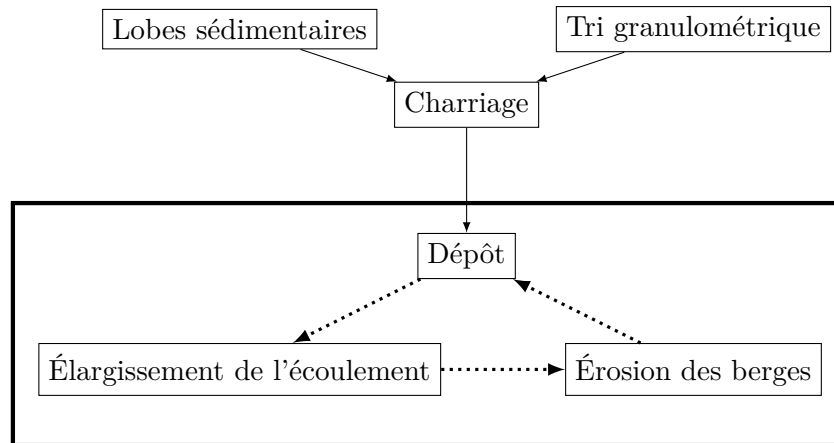 Lobes sédimentaires
Tri granulométrique
Charriage
Dépôt
Élargissement de l'écoulement
Érosion des berges